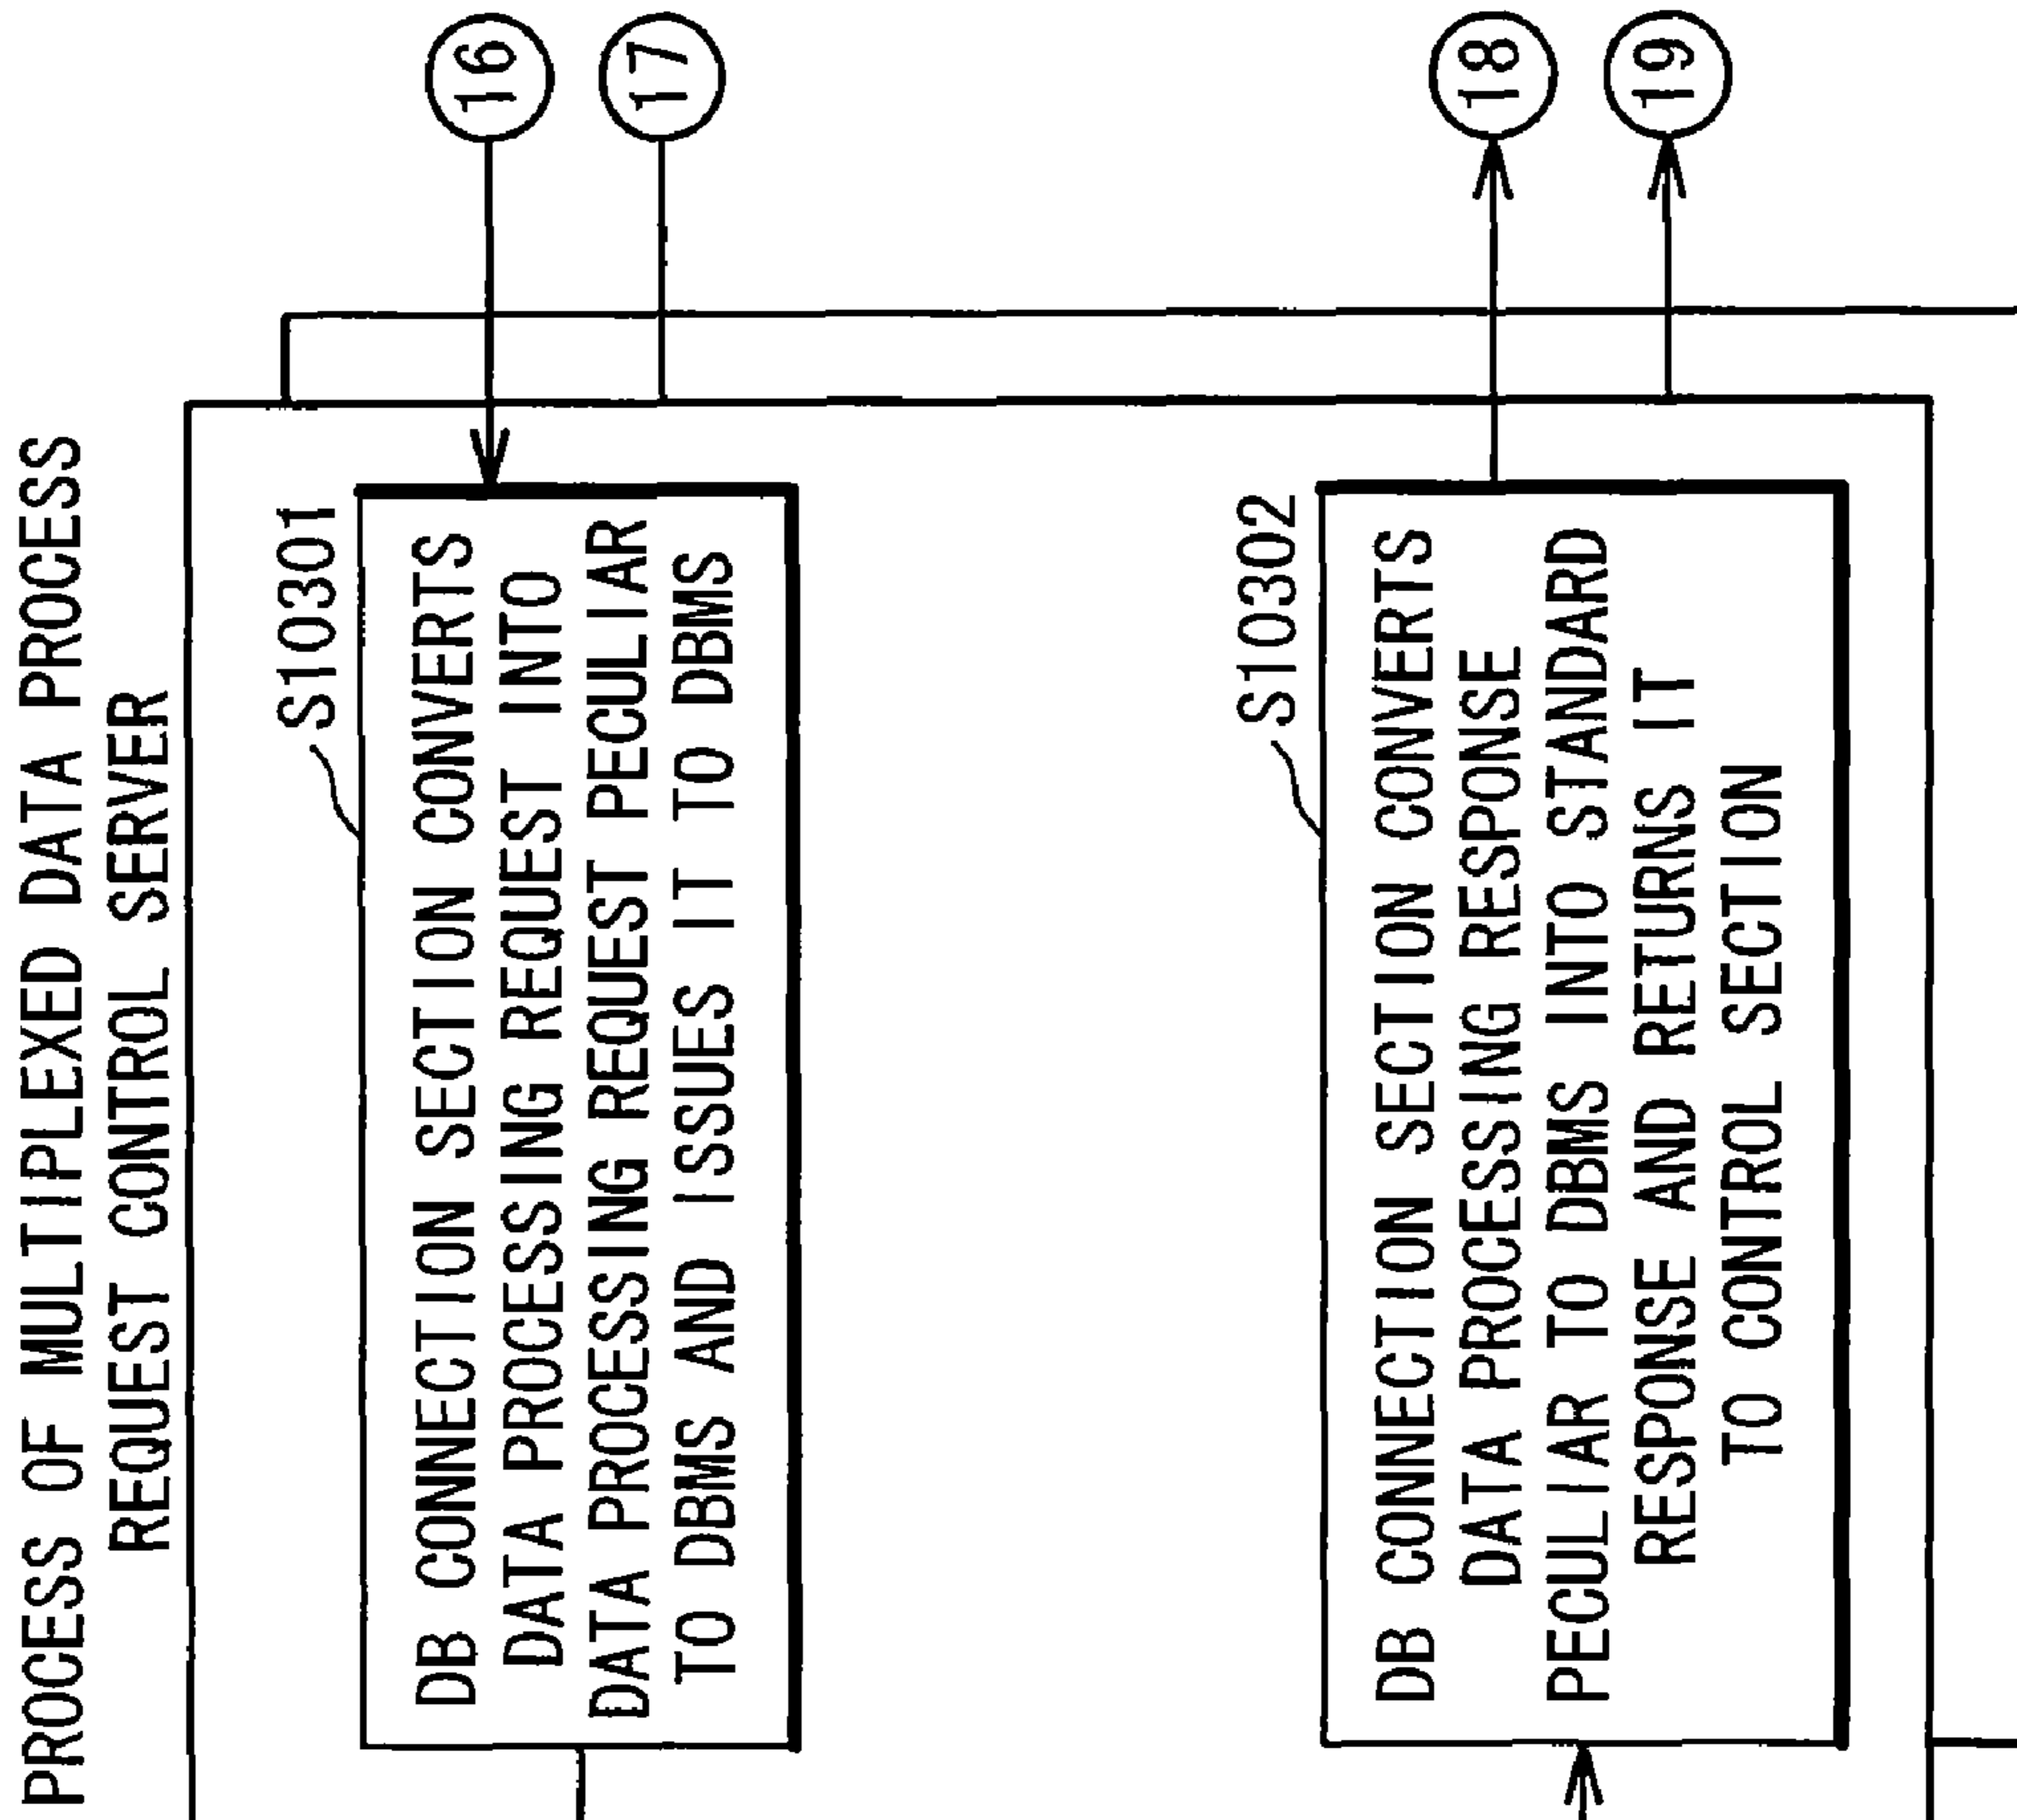 PROCESS OF MULTIPLEXED DATA PROCESS
REQUEST CONTROL SERVER
S10301
DB CONNECTION SECTION CONVERTS
DATA PROCESSING REQUEST INTO
DATA PROCESSING REQUEST PECULIAR
TO DBMS AND ISSUES IT TO DBMS
16
17
S10302
DB CONNECTION SECTION CONVERTS
DATA PROCESSING RESPONSE
PECULIAR TO DBMS INTO STANDARD
RESPONSE AND RETURNS IT
TO CONTROL SECTION
18
19